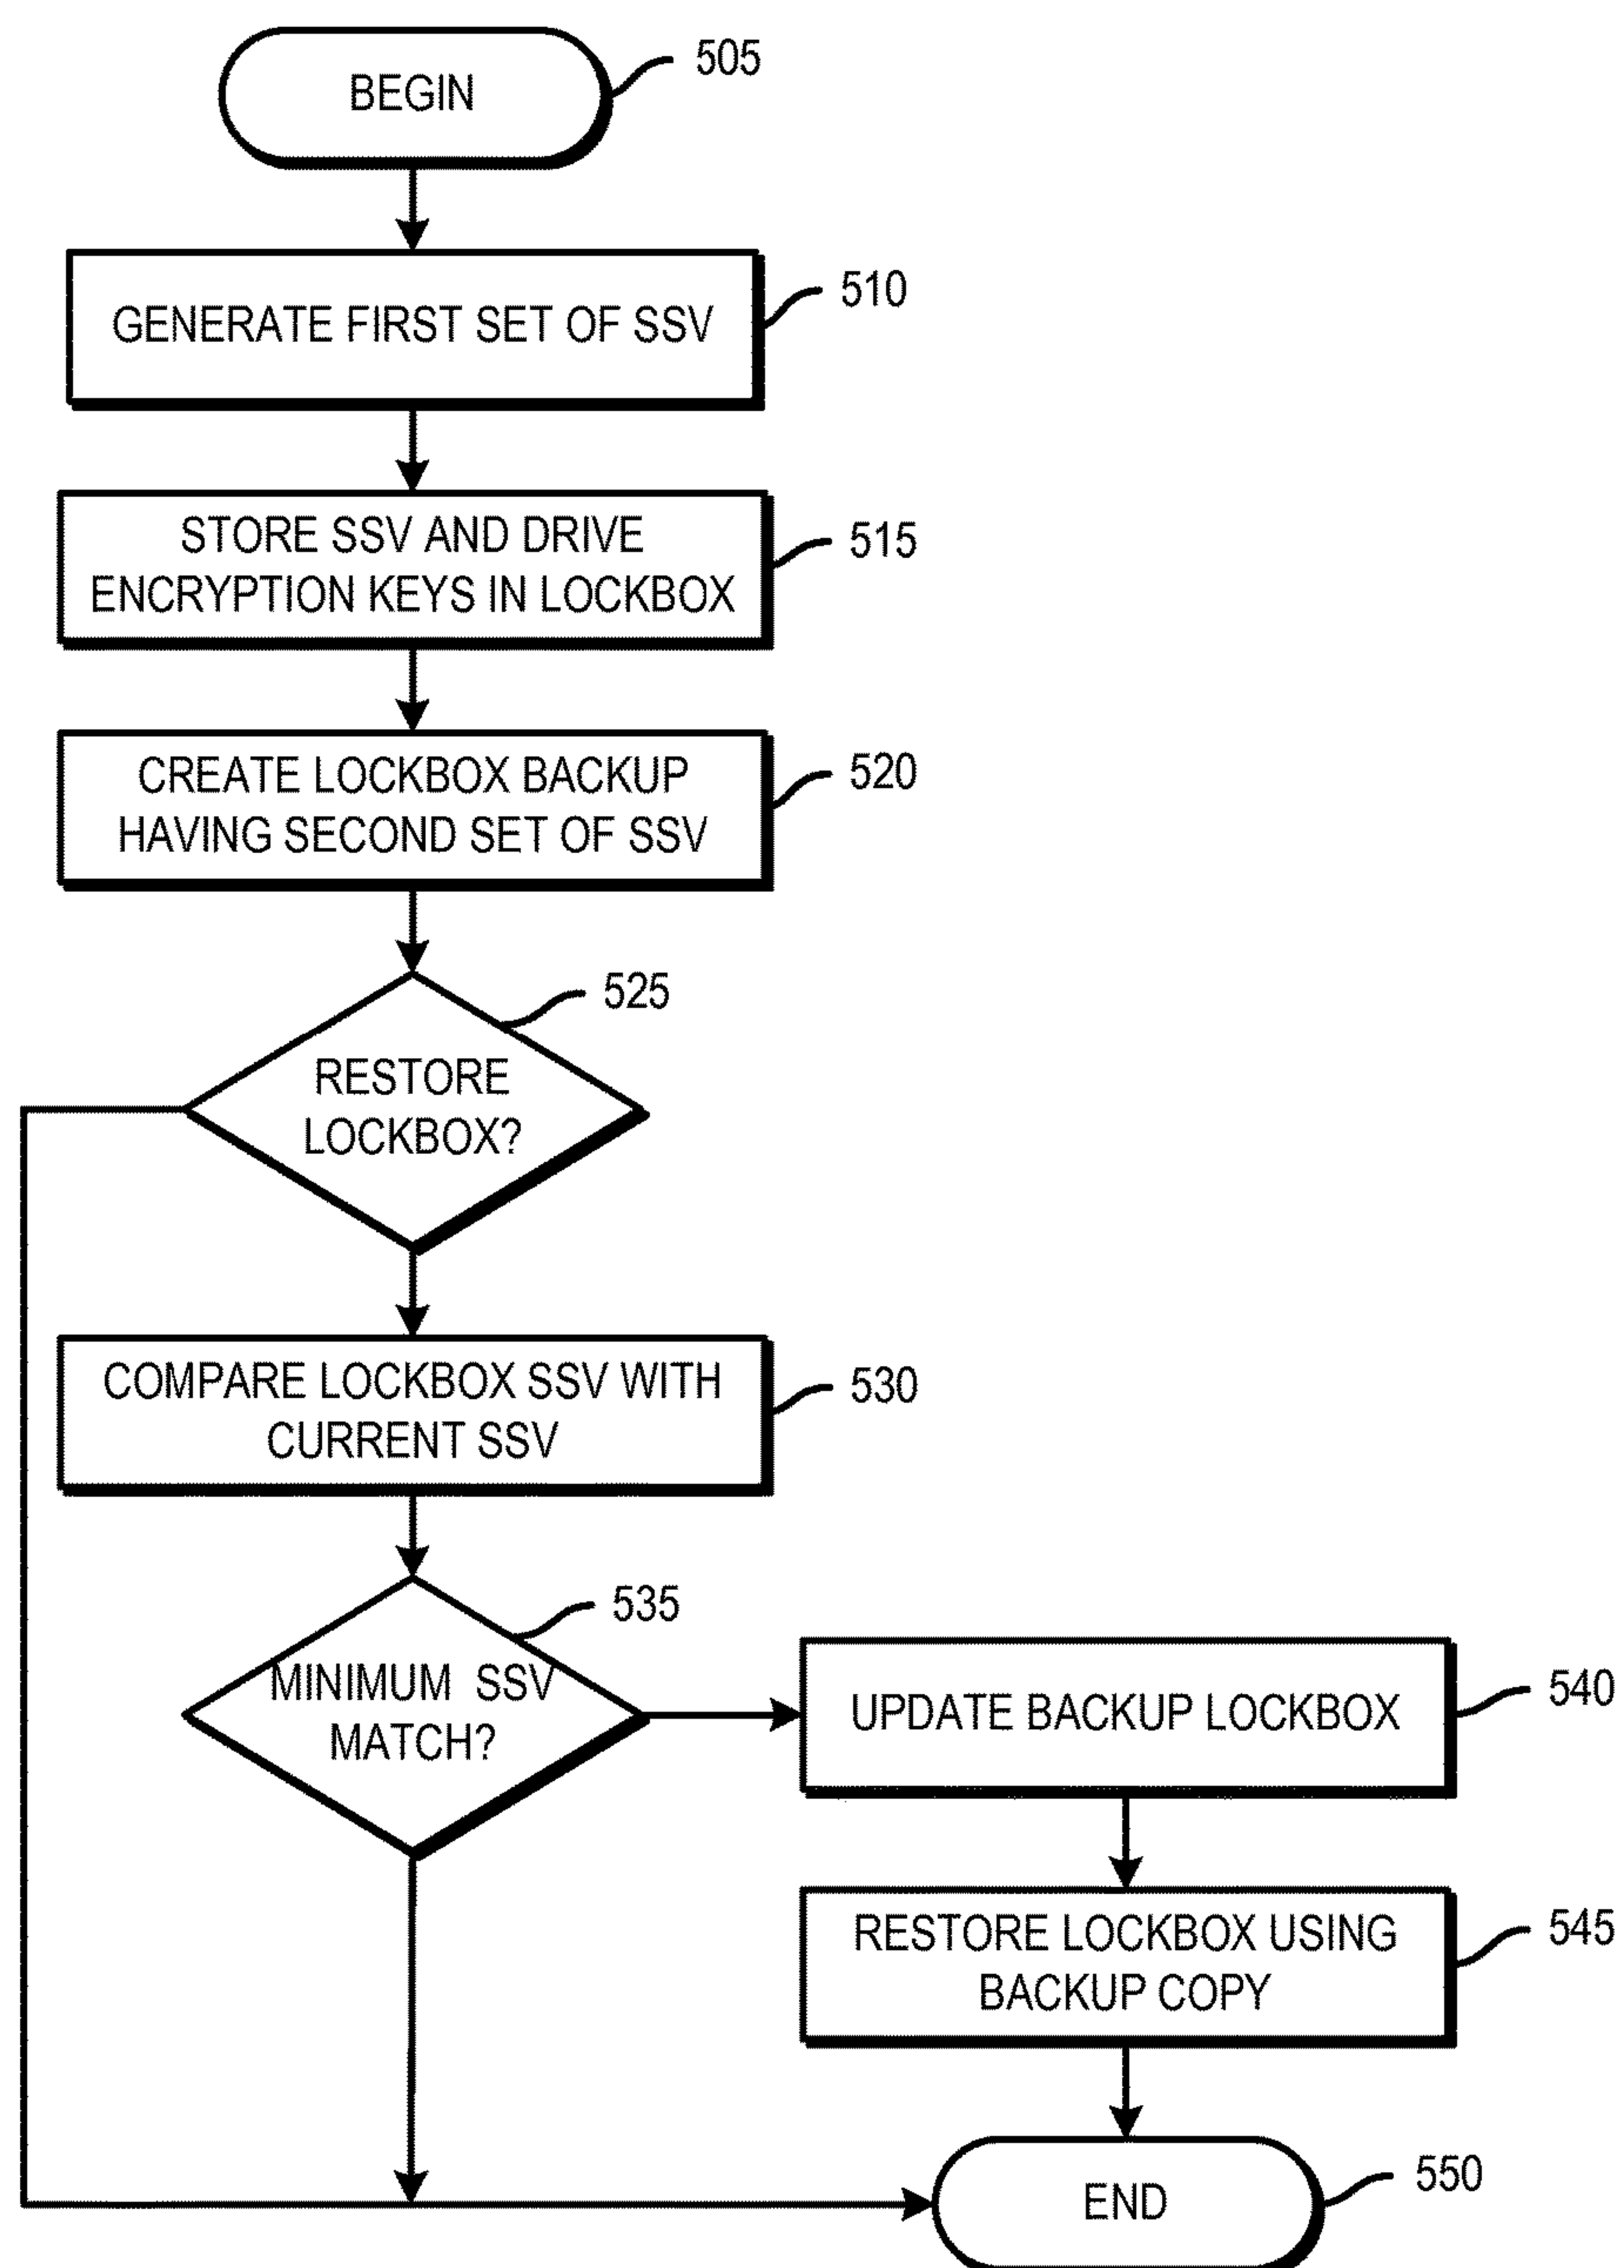 BEGIN
505
GENERATE FIRST SET OF SSV
510
STORE SSV AND DRIVE
ENCRYPTION KEYS IN LOCKBOX
515
CREATE LOCKBOX BACKUP
HAVING SECOND SET OF SSV
520
RESTORE
LOCKBOX?
525
COMPARE LOCKBOX SSV WITH
CURRENT SSV
530
MINIMUM SSV
MATCH?
535
UPDATE BACKUP LOCKBOX
540
RESTORE LOCKBOX USING
BACKUP COPY
545
END
550